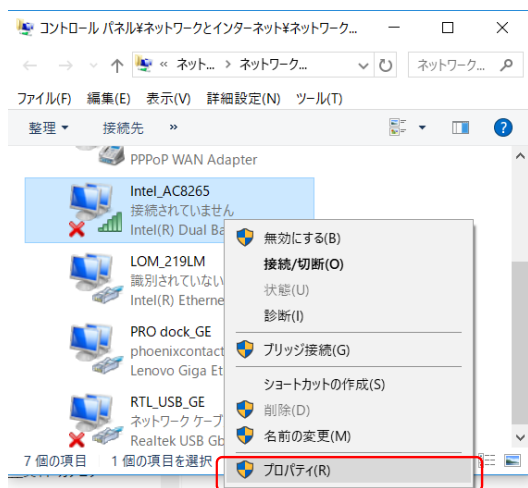 コントロール パネル¥ネットワークとインターネット¥ネットワーク...
« ネット... › ネットワーク...
ネットワーク...
ファイル(F) 編集(E) 表示(V) 詳細設定(N) ツール(T)
整理 接続先 »
PPPoP WAN Adapter
Intel_AC8265
接続されていません
Intel(R) Dual Ba
LOM_219LM
識別されていない
Intel(R) Etherne
PRO dock_GE
phoenixcontact
Lenovo Giga Et
RTL_USB_GE
ネットワーク ケーブ
Realtek USB Gb
無効にする(B)
接続/切断(O)
状態(U)
診断(I)
ブリッジ接続(G)
ショートカットの作成(S)
削除(D)
名前の変更(M)
プロパティ(R)
7 個の項目 1 個の項目を選択